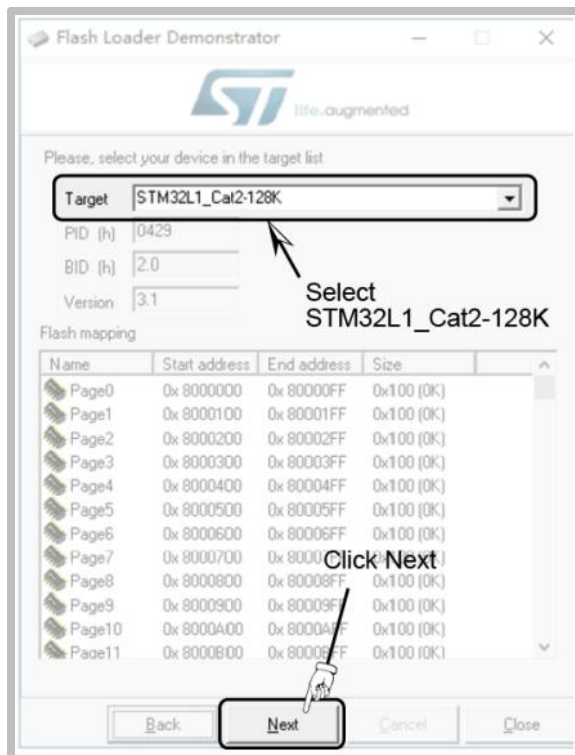 Flash Loader Demonstrator
life.augmented
Please, select your device in the target list
Target STM32L1_Cat2-128K
PID (h) 0429
BID (h) 2.0
Version 3.1
Select
STM32L1_Cat2-128K
Flash mapping
Name Start address End address Size
Page0 0x 8000000 0x 80000FF 0x100 (0K)
Page1 0x 8000100 0x 80001FF 0x100 (0K)
Page2 0x 8000200 0x 80002FF 0x100 (0K)
Page3 0x 8000300 0x 80003FF 0x100 (0K)
Page4 0x 8000400 0x 80004FF 0x100 (0K)
Page5 0x 8000500 0x 80005FF 0x100 (0K)
Page6 0x 8000600 0x 80006FF 0x100 (0K)
Page7 0x 8000700
Click Next
Page8 0x 8000800 0x 80008FF 0x100 (0K)
Page9 0x 8000900 0x 80009FF 0x100 (0K)
Page10 0x 8000A00 0x 8000AFF 0x100 (0K)
Page11 0x 8000B00 0x 8000BFF 0x100 (0K)
Back Next Cancel Close